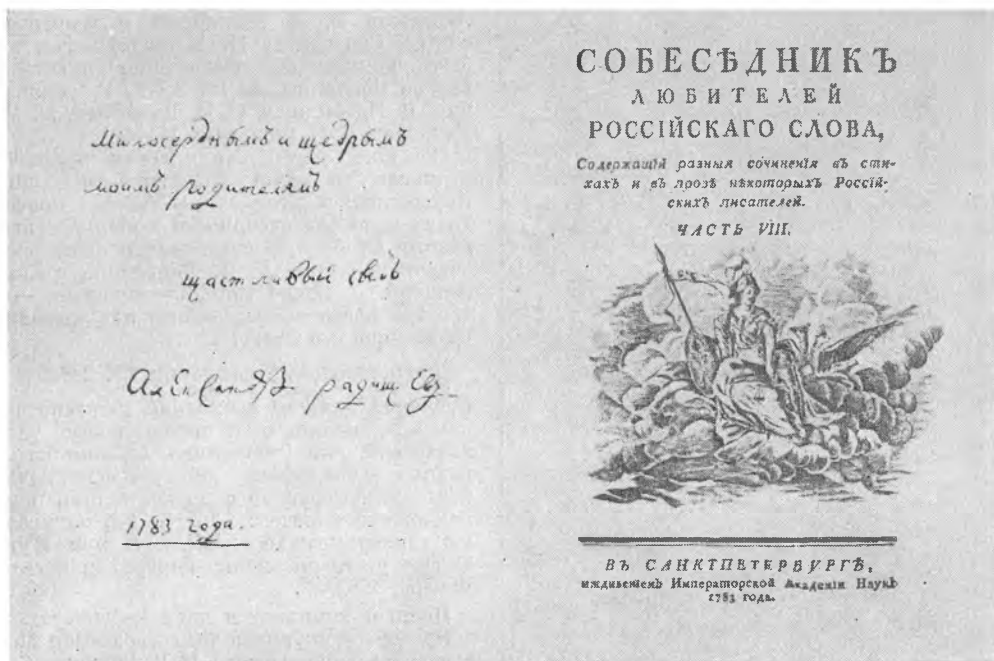 Милосерднымъ и щедрымъ
моимъ родителямъ
щастливый сынъ
Александръ радищевъ
1783 года
СОБЕСѢДНИКЪ
ЛЮБИТЕЛЕЙ
РОССІЙСКАГО СЛОВА,
Содержащій разныя сочиненія въ сти-
хахъ и въ прозѣ нѣкоторыхъ Россій-
скихъ писателей.
ЧАСТЬ VIII.
ВЪ САНКТПЕТЕРБУРГѢ,
иждивеніемъ Императорской Академіи Наукъ
1783 года.